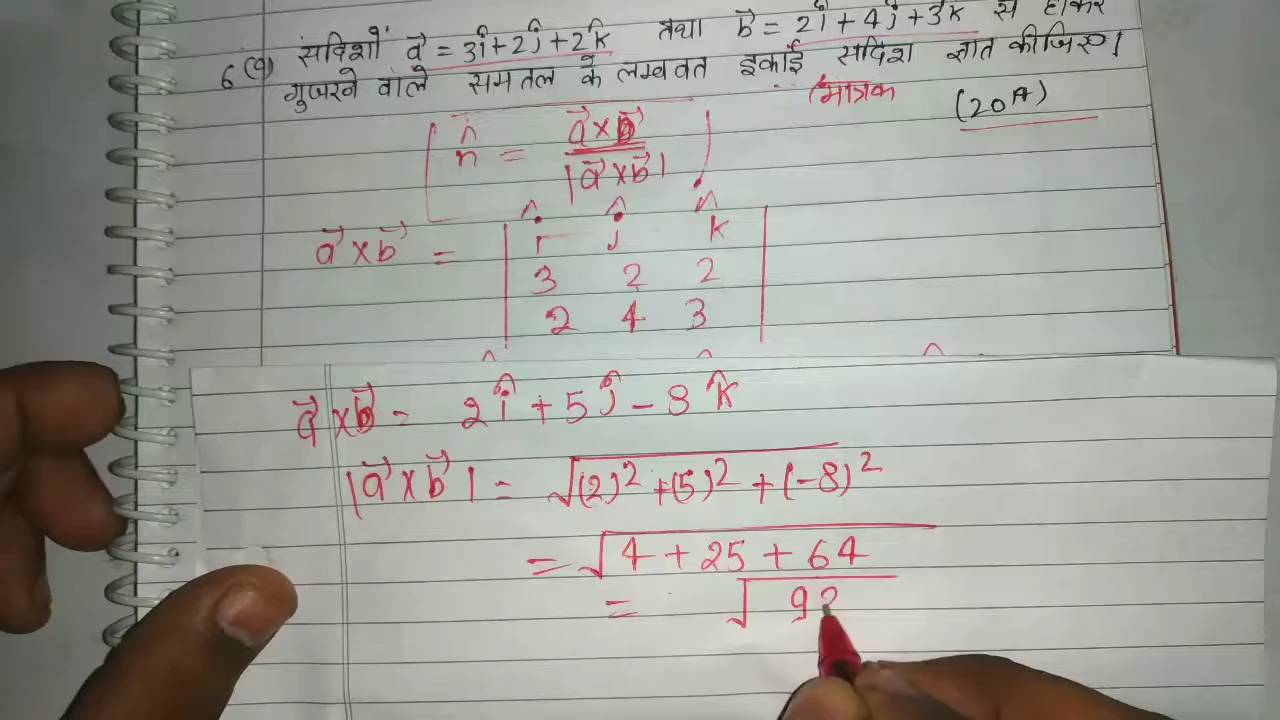 6 (ब) सदिशों a⃗ = 3î+2ĵ+2k̂ तथा b⃗ = 2î+4ĵ+3k̂ से होकर
गुजरने वाले समतल के लम्बवत इकाई सदिश ज्ञात कीजिए।
मात्रक (20A)
n̂ = a⃗×b⃗ / |a⃗×b⃗|
a⃗×b⃗ = | î ĵ k̂
3 2 2
2 4 3 |
a⃗×b⃗ = 2î + 5ĵ - 8k̂
|a⃗×b⃗| = √(2)² + (5)² + (-8)²
= √4 + 25 + 64
= √93